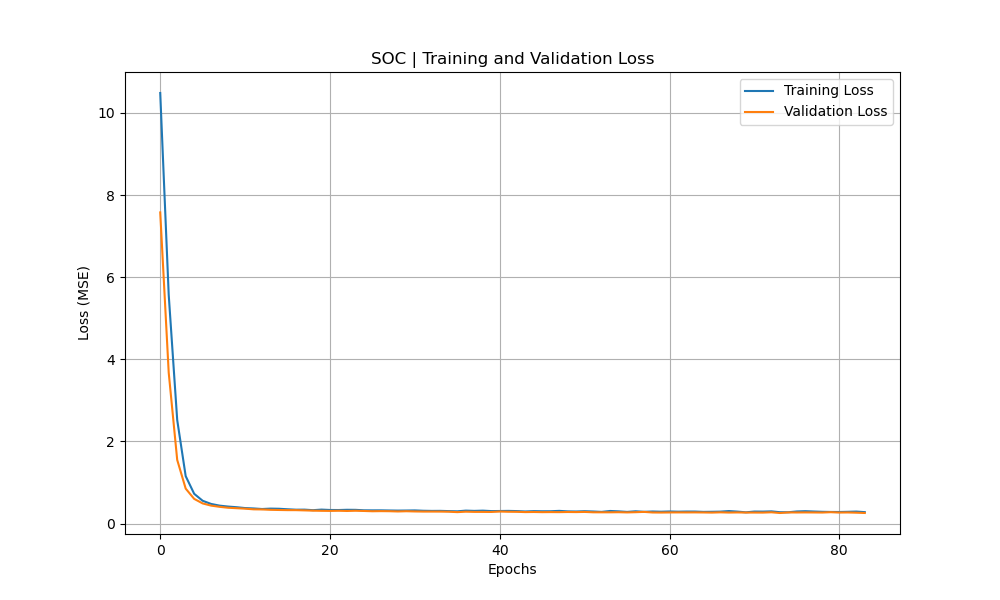 SOC | Training and Validation Loss
Training Loss
Validation Loss
10
8
6
4
2
0
Loss (MSE)
0 20 40 60 80
Epochs